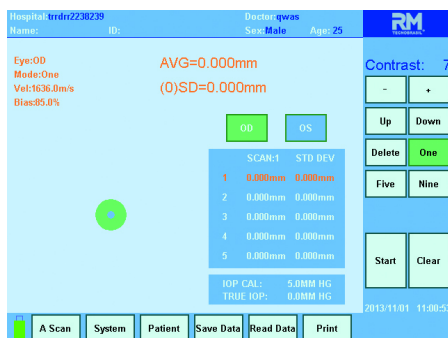 Hospital:trrdrr2238239 Doctor:qwas
Name: ID: Sex:Male Age: 25
RM
TECNOBRASIL
Eye:OD
Mode:One
Vel:1636.0m/s
Bias:85.0%
AVG=0.000mm
(0)SD=0.000mm
OD OS
SCAN:1 STD DEV
1 0.000mm 0.000mm
2 0.000mm 0.000mm
3 0.000mm 0.000mm
4 0.000mm 0.000mm
5 0.000mm 0.000mm
IOP CAL: 5.0MM HG
TRUE IOP: 0.0MM HG
Contrast: 7
- +
Up Down
Delete One
Five Nine
Start Clear
2013/11/01 11:00:5
A Scan System Patient Save Data Read Data Print